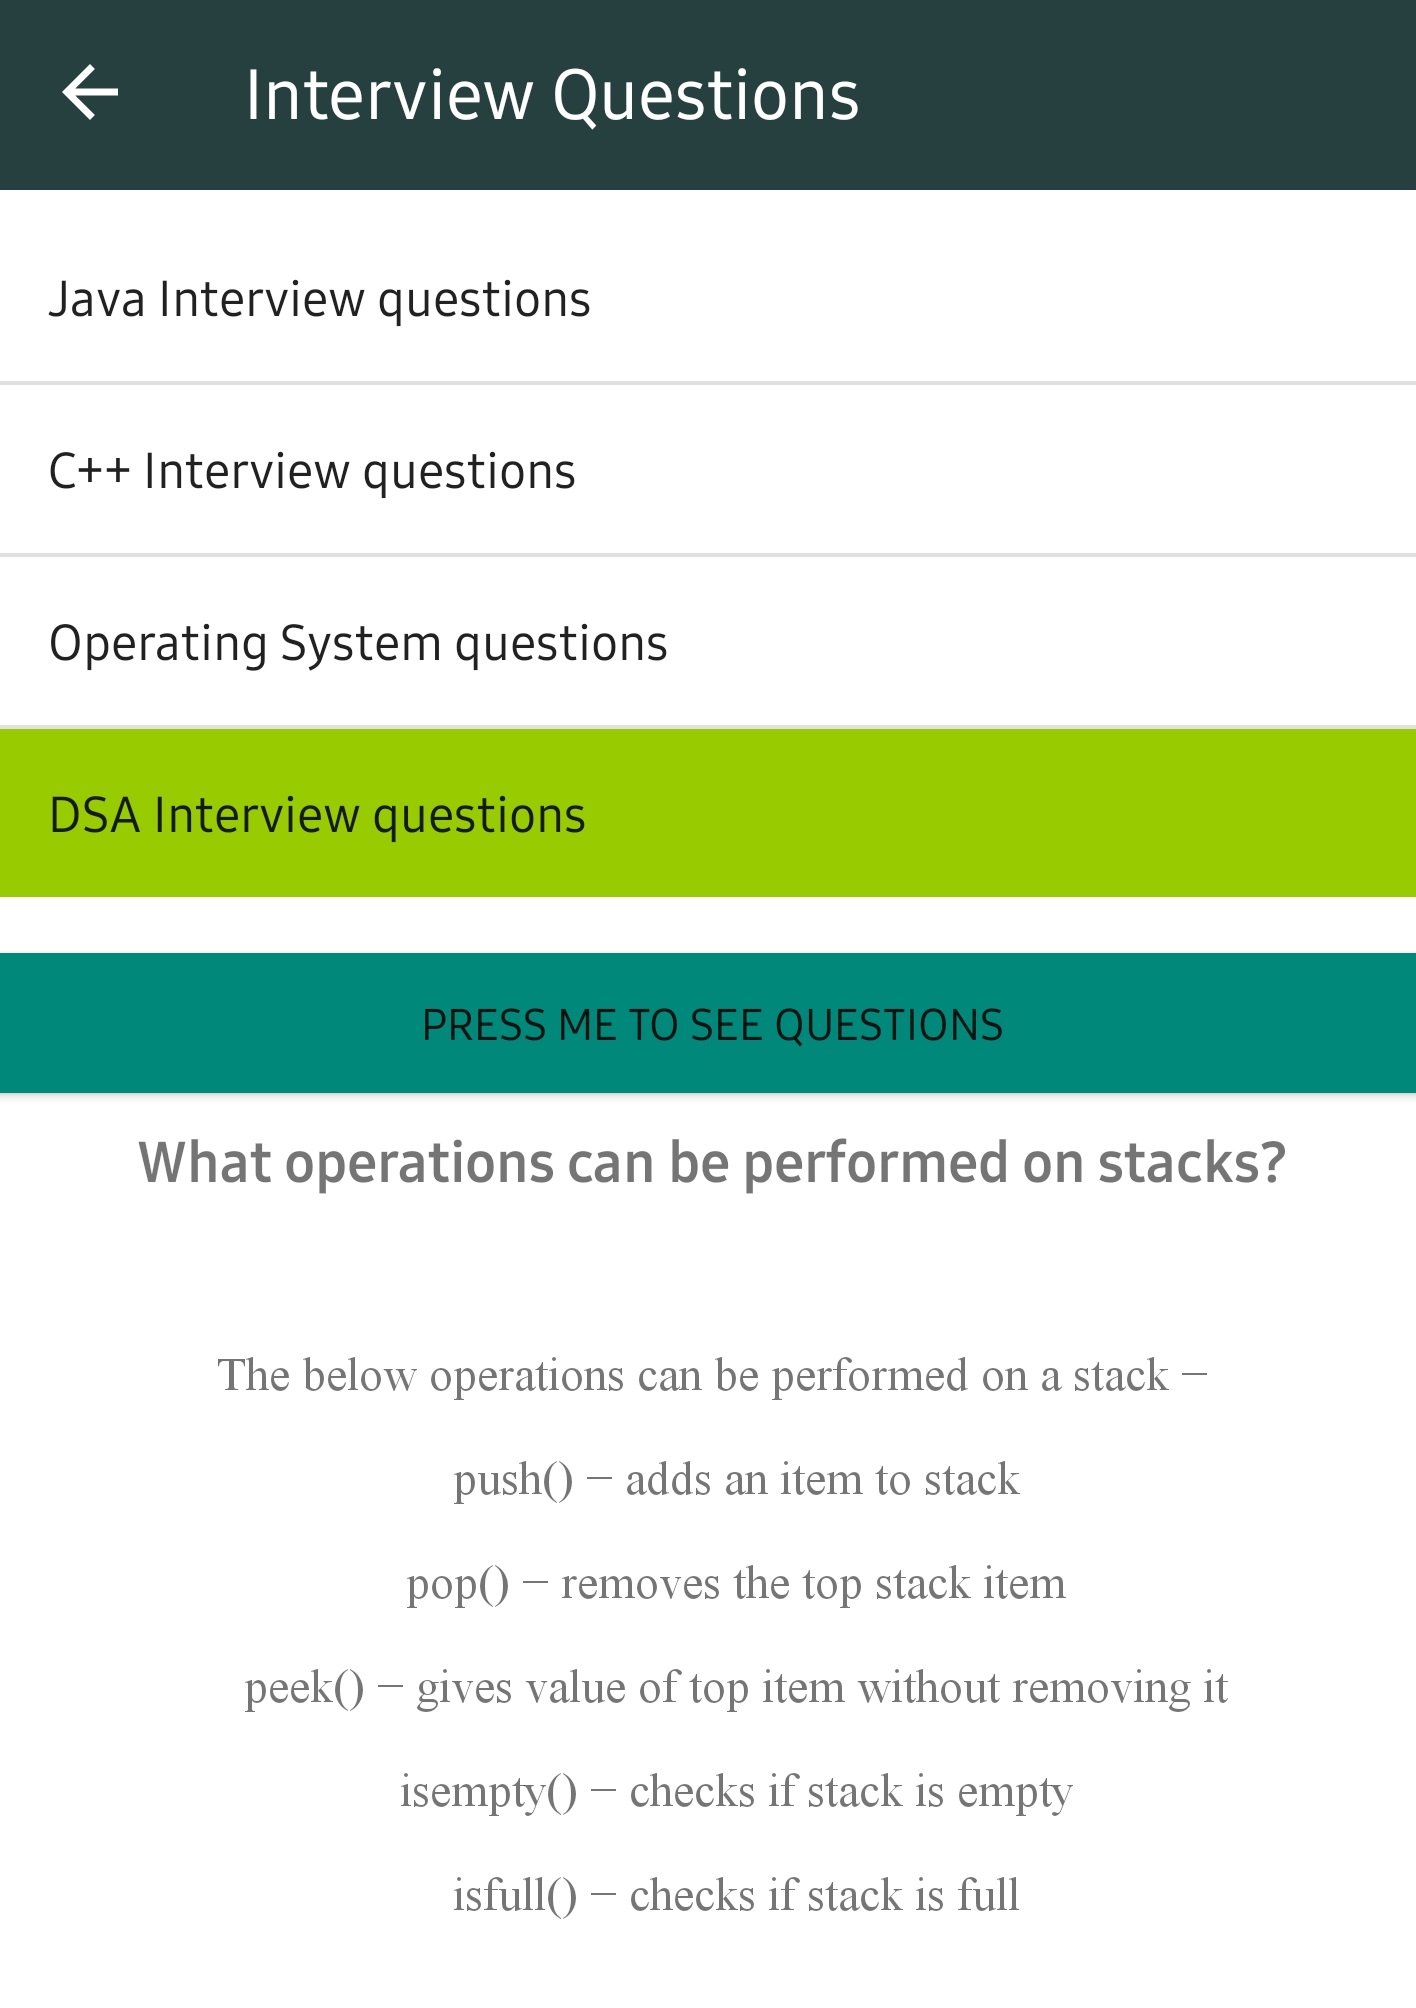 Interview Questions
Java Interview questions
C++ Interview questions
Operating System questions
DSA Interview questions
PRESS ME TO SEE QUESTIONS
What operations can be performed on stacks?
The below operations can be performed on a stack −
push() − adds an item to stack
pop() − removes the top stack item
peek() − gives value of top item without removing it
isempty() − checks if stack is empty
isfull() − checks if stack is full